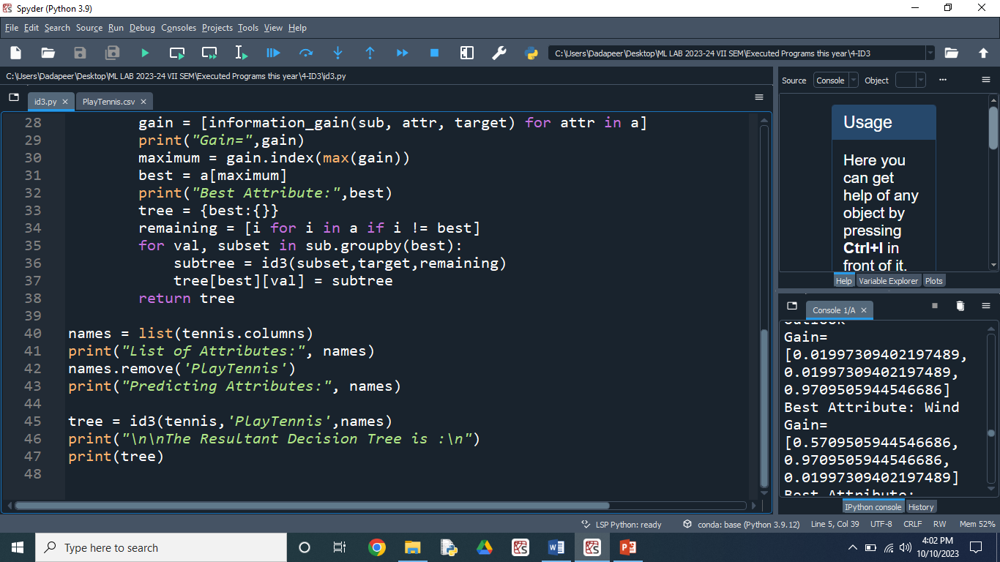 Spyder (Python 3.9)
File Edit Search Source Run Debug Consoles Projects Tools View Help
C:\Users\Dadapeer\Desktop\ML LAB 2023-24 VII SEM\Executed Programs this year\4-ID3
C:\Users\Dadapeer\Desktop\ML LAB 2023-24 VII SEM\Executed Programs this year\4-ID3\id3.py
id3.py PlayTennis.csv
28 gain = [information_gain(sub, attr, target) for attr in a]
29 print("Gain=",gain)
30 maximum = gain.index(max(gain))
31 best = a[maximum]
32 print("Best Attribute:",best)
33 tree = {best:{}}
34 remaining = [i for i in a if i != best]
35 for val, subset in sub.groupby(best):
36 subtree = id3(subset,target,remaining)
37 tree[best][val] = subtree
38 return tree
39
40 names = list(tennis.columns)
41 print("List of Attributes:", names)
42 names.remove('PlayTennis')
43 print("Predicting Attributes:", names)
44
45 tree = id3(tennis,'PlayTennis',names)
46 print("\n\nThe Resultant Decision Tree is :\n")
47 print(tree)
48
Source Console Object
Usage
Here you
can get
help of any
object by
pressing
Ctrl+I in
front of it.
Help Variable Explorer Plots
Console 1/A
Outlook
Gain=
[0.01997309402197489,
0.01997309402197489,
0.9709505944546686]
Best Attribute: Wind
Gain=
[0.5709505944546686,
0.9709505944546686,
0.01997309402197489]
Best Attribute:
IPython console History
LSP Python: ready conda: base (Python 3.9.12) Line 5, Col 39 UTF-8 CRLF RW Mem 52%
Type here to search
4:02 PM
10/10/2023